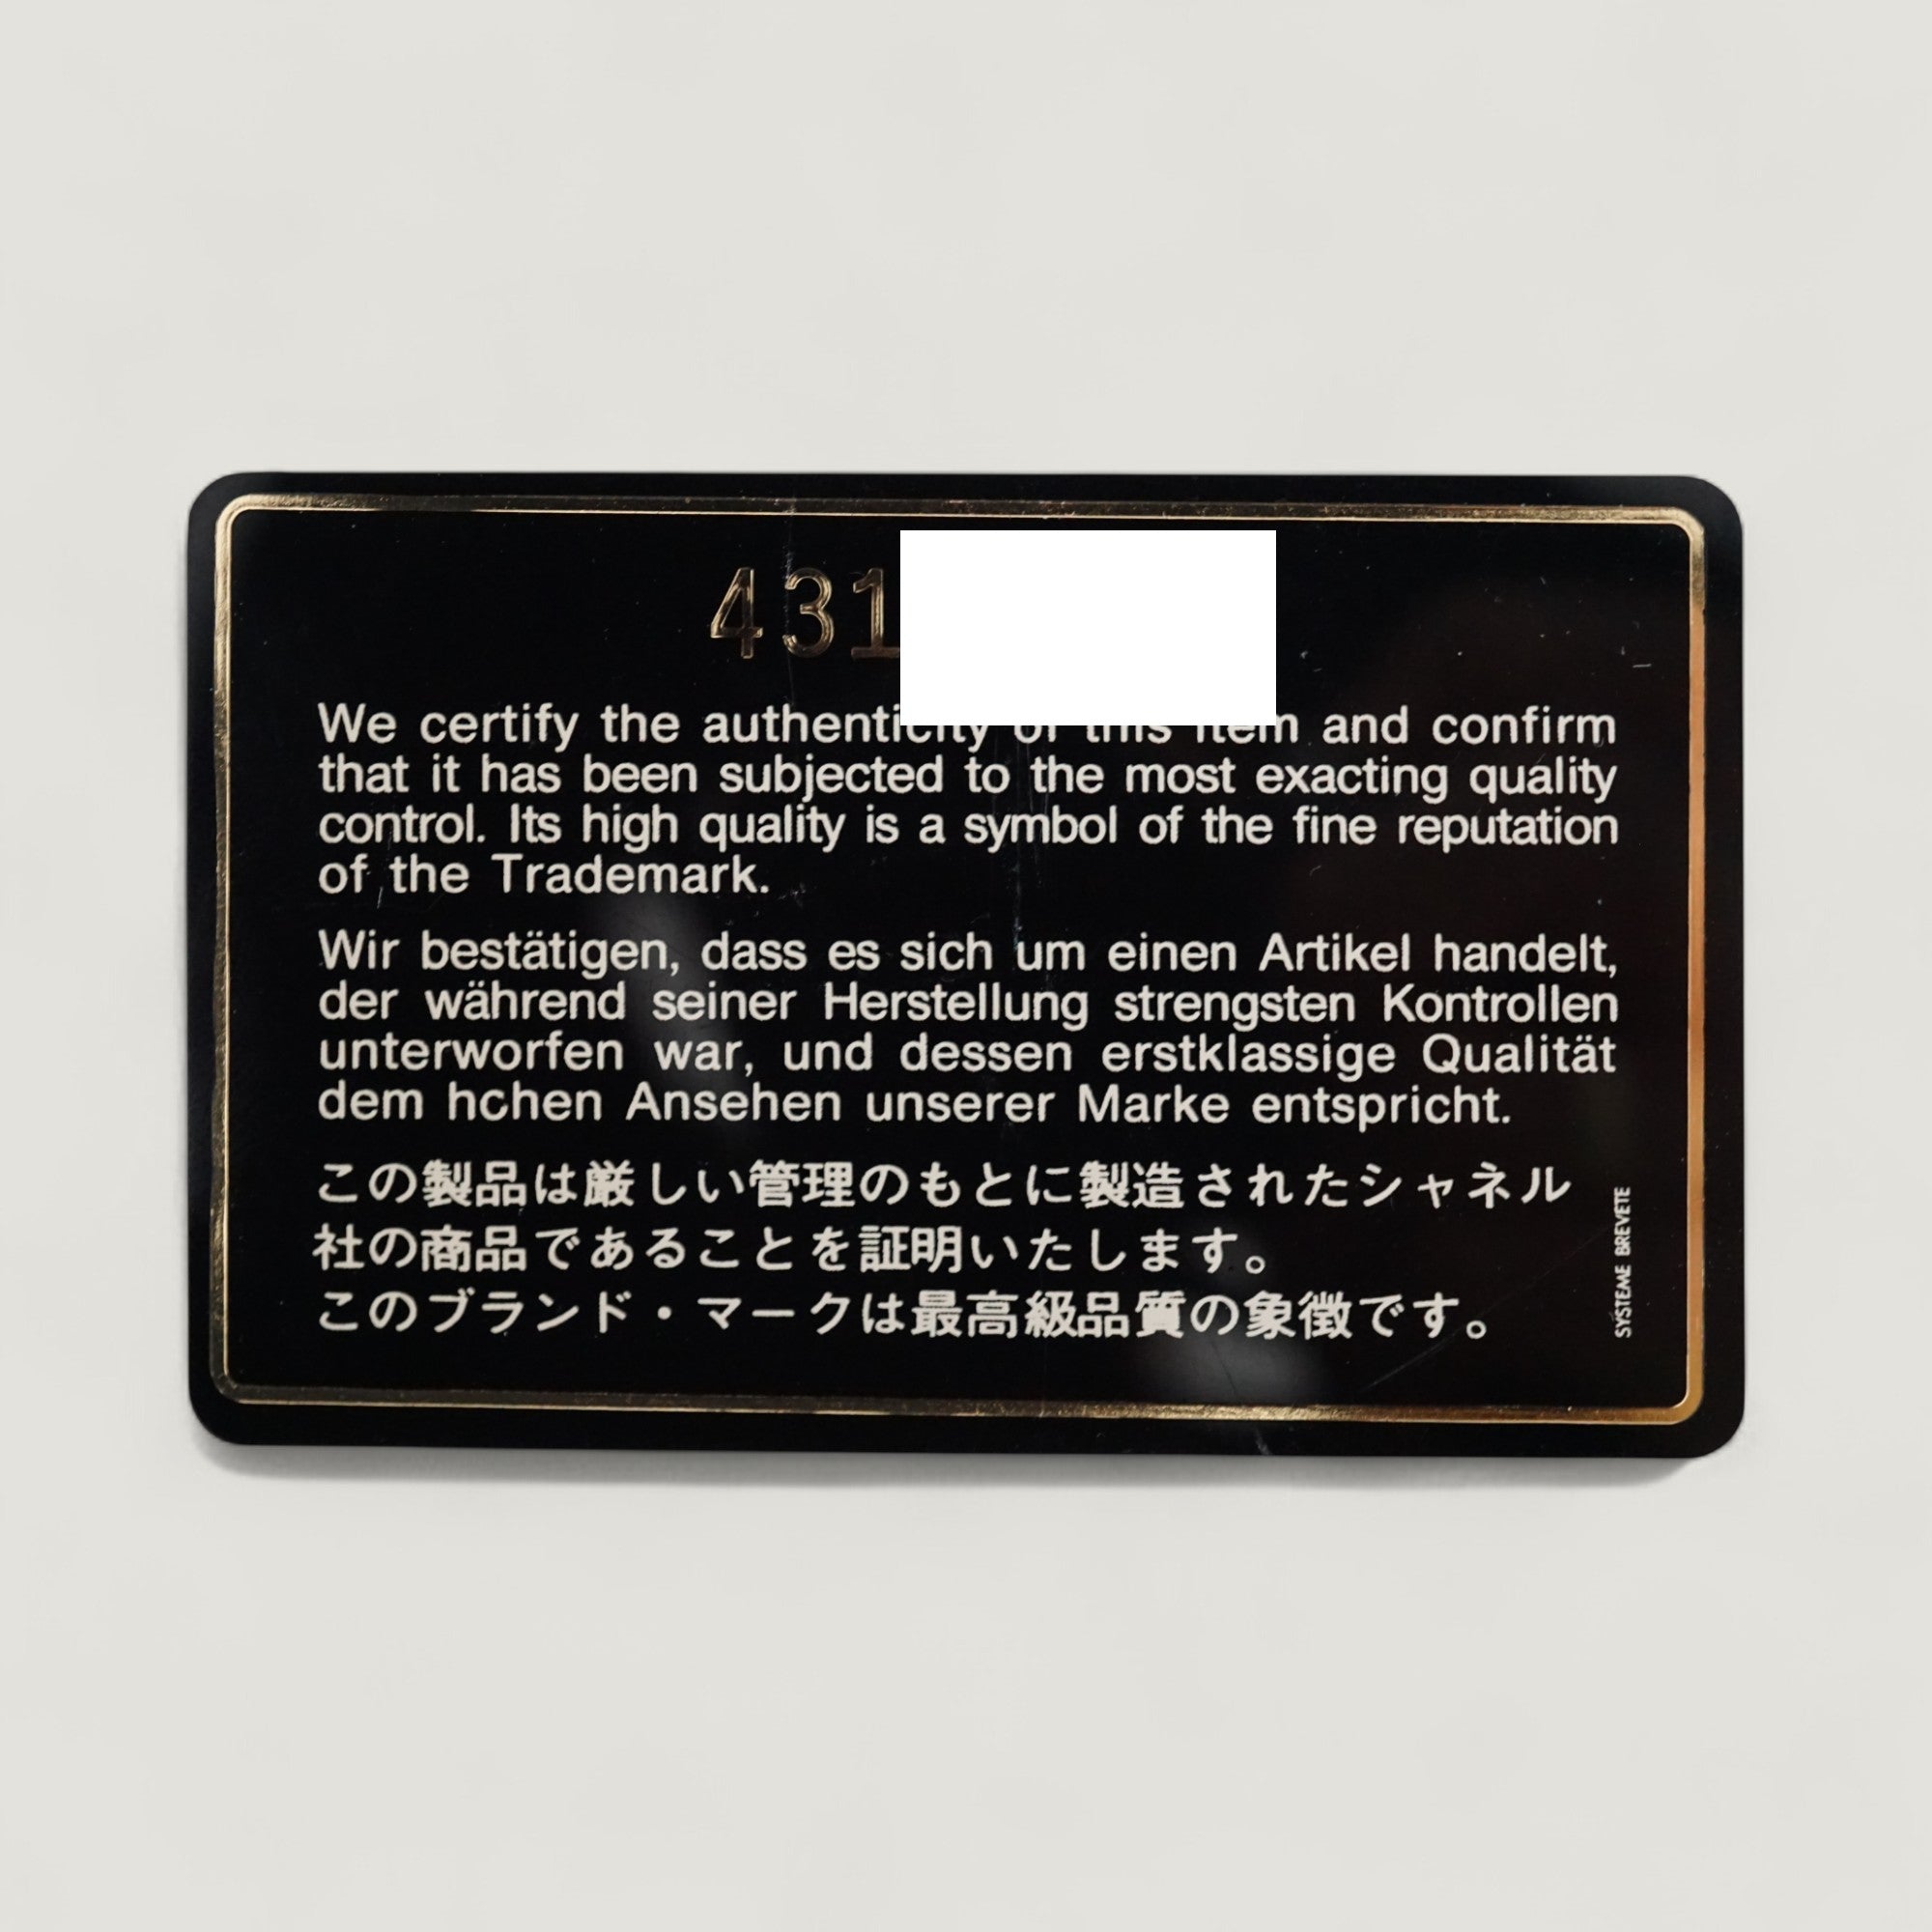 431
We certify the authenticity of this item and confirm
that it has been subjected to the most exacting quality
control. Its high quality is a symbol of the fine reputation
of the Trademark.
Wir bestätigen, dass es sich um einen Artikel handelt,
der während seiner Herstellung strengsten Kontrollen
unterworfen war, und dessen erstklassige Qualität
dem hchen Ansehen unserer Marke entspricht.
この製品は厳しい管理のもとに製造されたシャネル
社の商品であることを証明いたします。
このブランド・マークは最高級品質の象徴です。
SYSTEME BREVETE